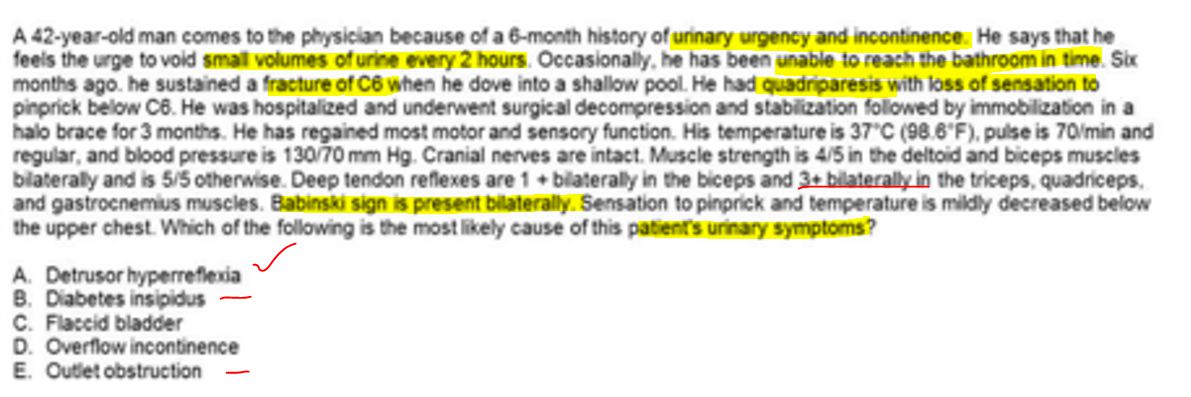 A 42-year-old man comes to the physician because of a 6-month history of urinary urgency and incontinence. He says that he
feels the urge to void small volumes of urine every 2 hours. Occasionally, he has been unable to reach the bathroom in time. Six
months ago. he sustained a fracture of C6 when he dove into a shallow pool. He had quadriparesis with loss of sensation to
pinprick below C6. He was hospitalized and underwent surgical decompression and stabilization followed by immobilization in a
halo brace for 3 months. He has regained most motor and sensory function. His temperature is 37°C (98.6°F), pulse is 70/min and
regular, and blood pressure is 130/70 mm Hg. Cranial nerves are intact. Muscle strength is 4/5 in the deltoid and biceps muscles
bilaterally and is 5/5 otherwise. Deep tendon reflexes are 1 + bilaterally in the biceps and 3+ bilaterally in the triceps, quadriceps,
and gastrocnemius muscles. Babinski sign is present bilaterally. Sensation to pinprick and temperature is mildly decreased below
the upper chest. Which of the following is the most likely cause of this patient's urinary symptoms?
A. Detrusor hyperreflexia
B. Diabetes insipidus
C. Flaccid bladder
D. Overflow incontinence
E. Outlet obstruction